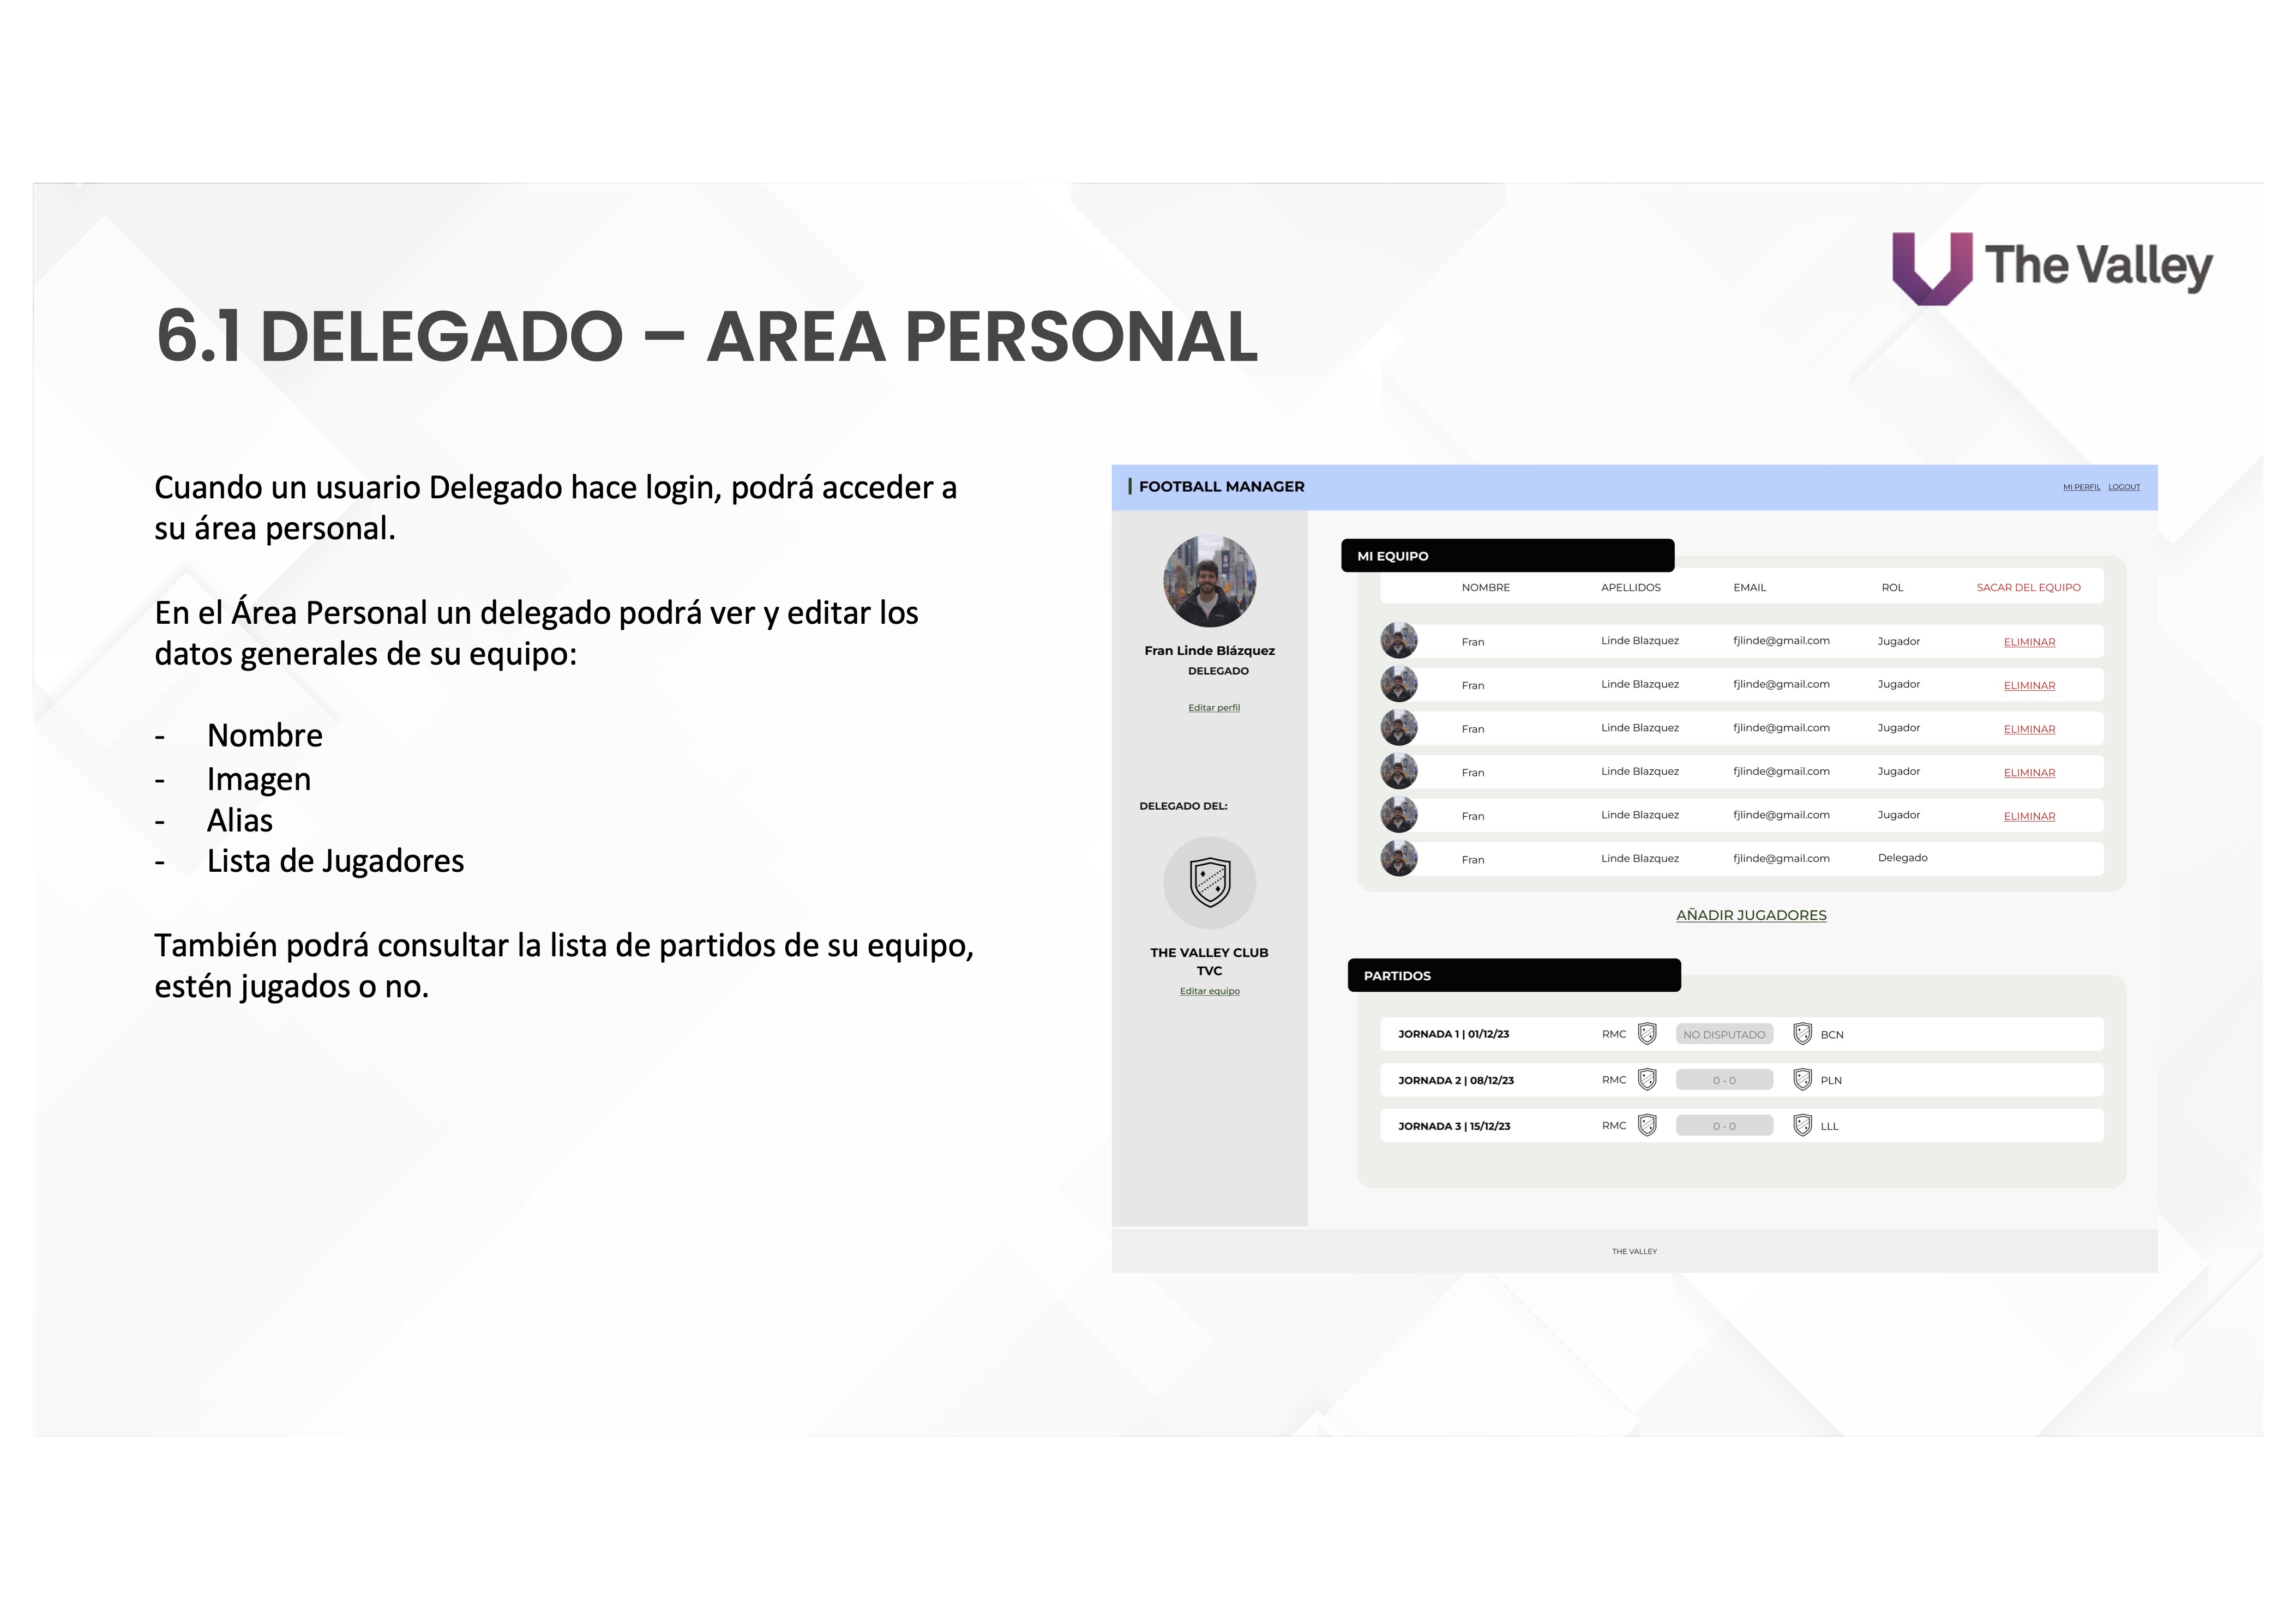 The Valley
6.1 DELEGADO – AREA PERSONAL
Cuando un usuario Delegado hace login, podrá acceder a
su área personal.
En el Área Personal un delegado podrá ver y editar los
datos generales de su equipo:
- Nombre
- Imagen
- Alias
- Lista de Jugadores
También podrá consultar la lista de partidos de su equipo,
estén jugados o no.
FOOTBALL MANAGER MI PERFIL LOGOUT
Fran Linde Blázquez
DELEGADO
Editar perfil
DELEGADO DEL:
THE VALLEY CLUB
TVC
Editar equipo
MI EQUIPO
NOMBRE APELLIDOS EMAIL ROL SACAR DEL EQUIPO
Fran Linde Blazquez fjlinde@gmail.com Jugador ELIMINAR
Fran Linde Blazquez fjlinde@gmail.com Jugador ELIMINAR
Fran Linde Blazquez fjlinde@gmail.com Jugador ELIMINAR
Fran Linde Blazquez fjlinde@gmail.com Jugador ELIMINAR
Fran Linde Blazquez fjlinde@gmail.com Jugador ELIMINAR
Fran Linde Blazquez fjlinde@gmail.com Delegado
AÑADIR JUGADORES
PARTIDOS
JORNADA 1 | 01/12/23 RMC NO DISPUTADO BCN
JORNADA 2 | 08/12/23 RMC 0 - 0 PLN
JORNADA 3 | 15/12/23 RMC 0 - 0 LLL
THE VALLEY